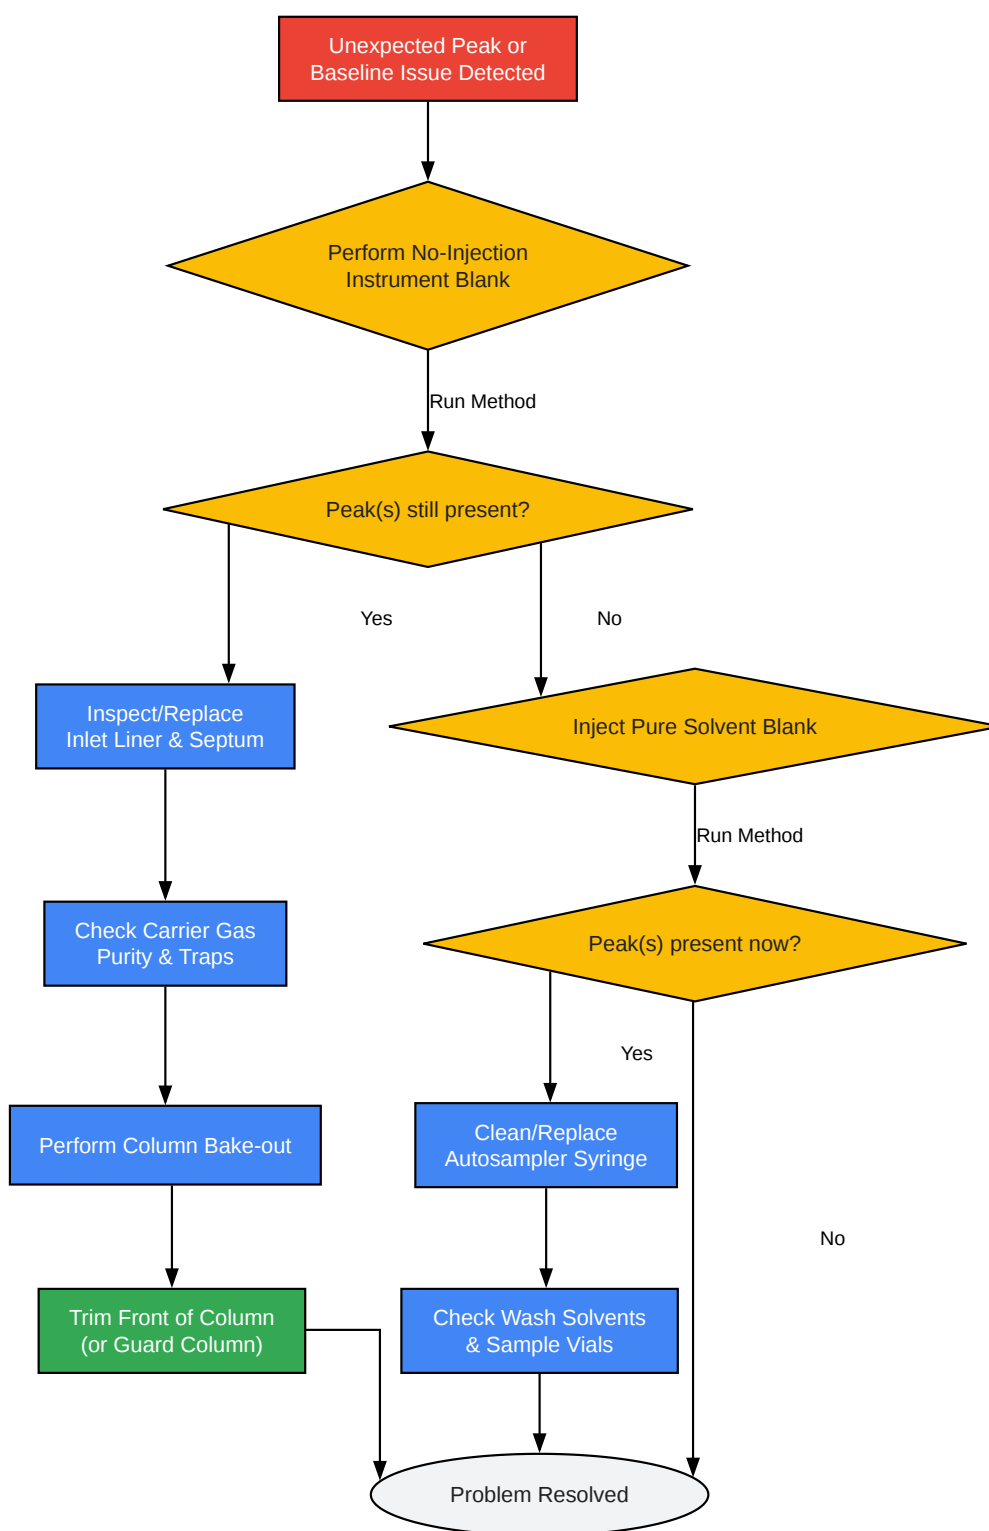 Unexpected Peak or
Baseline Issue Detected
Perform No-Injection
Instrument Blank
Run Method
Peak(s) still present?
Yes
No
Inspect/Replace
Inlet Liner & Septum
Inject Pure Solvent Blank
Run Method
Check Carrier Gas
Purity & Traps
Peak(s) present now?
Yes
Perform Column Bake-out
Clean/Replace
Autosampler Syringe
No
Trim Front of Column
(or Guard Column)
Check Wash Solvents
& Sample Vials
Problem Resolved